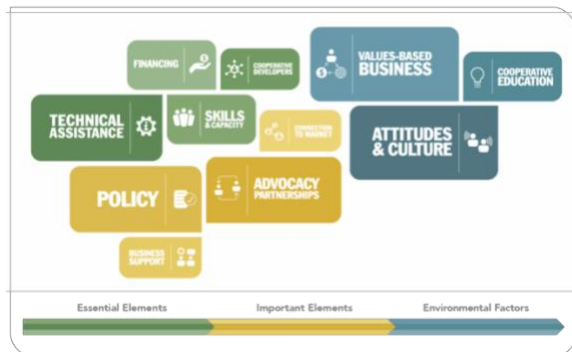 FINANCING
COOPERATIVE
DEVELOPERS
VALUES-BASED
BUSINESS
COOPERATIVE
EDUCATION
TECHNICAL
ASSISTANCE
SKILLS
& CAPACITY
CONNECTION
TO MARKET
ATTITUDES
& CULTURE
POLICY
ADVOCACY
PARTNERSHIPS
BUSINESS
SUPPORT
Essential Elements
Important Elements
Environmental Factors